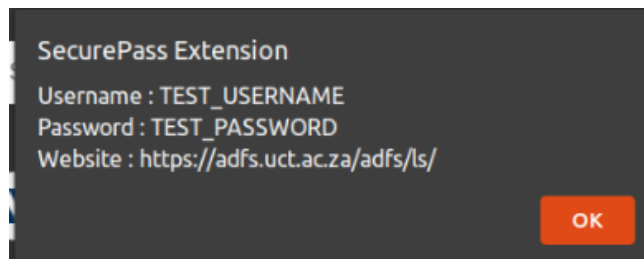 SecurePass Extension
Username : TEST_USERNAME
Password : TEST_PASSWORD
Website : https://adfs.uct.ac.za/adfs/ls/
OK